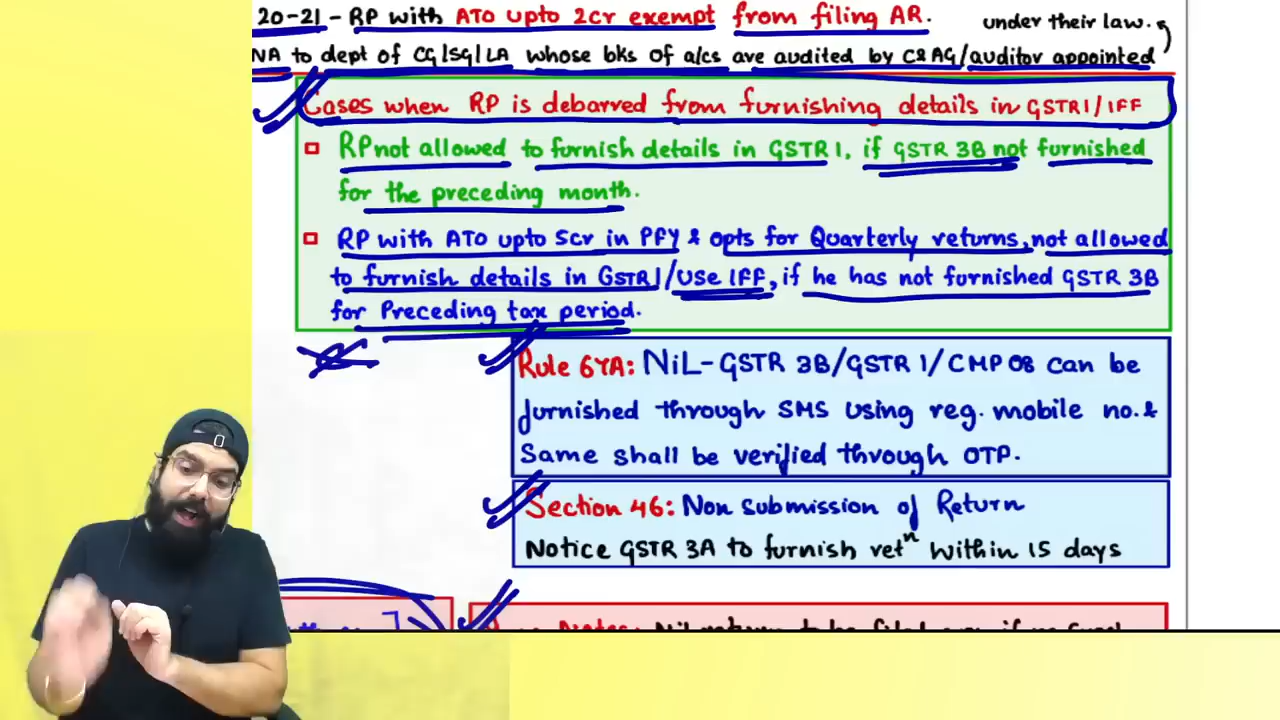 20-21 - RP with ATO upto 2cr exempt from filing AR.
under their law.
NA to dept of CG/SG/LA whose bks of a/cs are audited by C&AG/auditor appointed
Cases when RP is debarred from furnishing details in GSTR1/IFF
RP not allowed to furnish details in GSTR 1, if GSTR 3B not furnished
for the preceding month.
RP with ATO upto 5cr in PFY & opts for Quarterly returns, not allowed
to furnish details in GSTR1/Use IFF, if he has not furnished GSTR 3B
for Preceding tax period.
Rule 67A: NiL-GSTR 3B/GSTR 1/CMP 08 can be
furnished through SMS using reg. mobile no. &
Same shall be verified through OTP.
Section 46: Non submission of Return
Notice GSTR 3A to furnish retⁿ within 15 days
Nil return to be filed